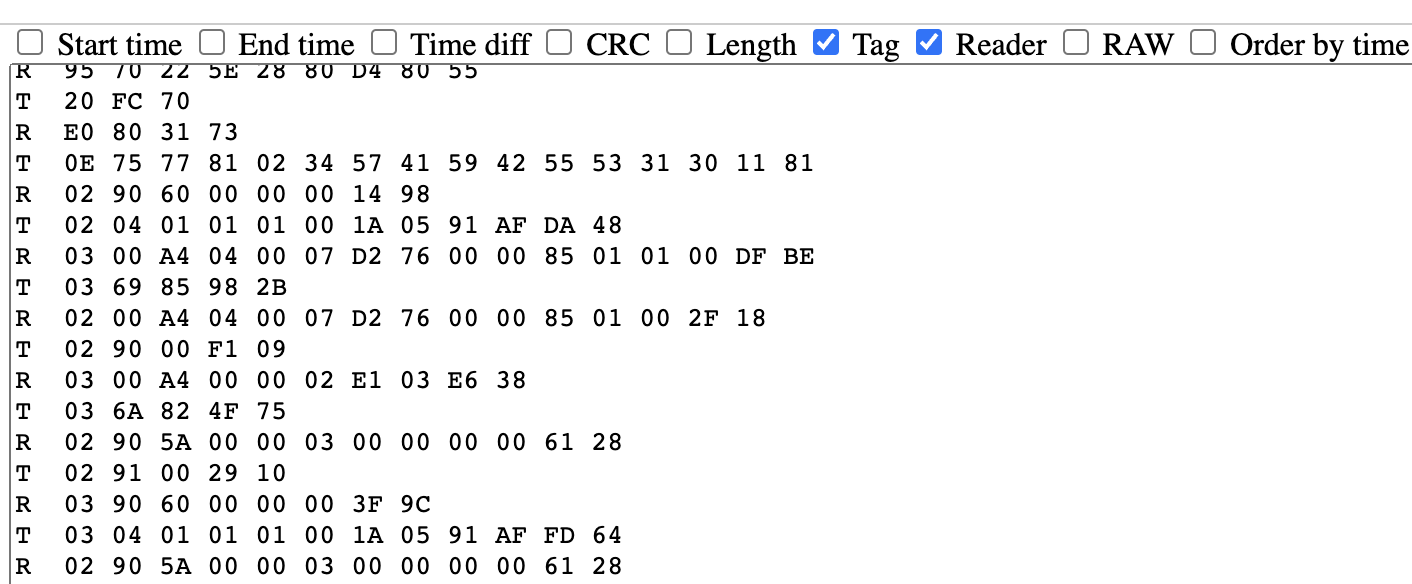 Start time End time Time diff CRC Length Tag Reader RAW Order by time
R 95 70 22 5E 28 80 D4 80 55
T 20 FC 70
R E0 80 31 73
T 0E 75 77 81 02 34 57 41 59 42 55 53 31 30 11 81
R 02 90 60 00 00 00 14 98
T 02 04 01 01 01 00 1A 05 91 AF DA 48
R 03 00 A4 04 00 07 D2 76 00 00 85 01 01 00 DF BE
T 03 69 85 98 2B
R 02 00 A4 04 00 07 D2 76 00 00 85 01 00 2F 18
T 02 90 00 F1 09
R 03 00 A4 00 00 02 E1 03 E6 38
T 03 6A 82 4F 75
R 02 90 5A 00 00 03 00 00 00 00 61 28
T 02 91 00 29 10
R 03 90 60 00 00 00 3F 9C
T 03 04 01 01 01 00 1A 05 91 AF FD 64
R 02 90 5A 00 00 03 00 00 00 00 61 28